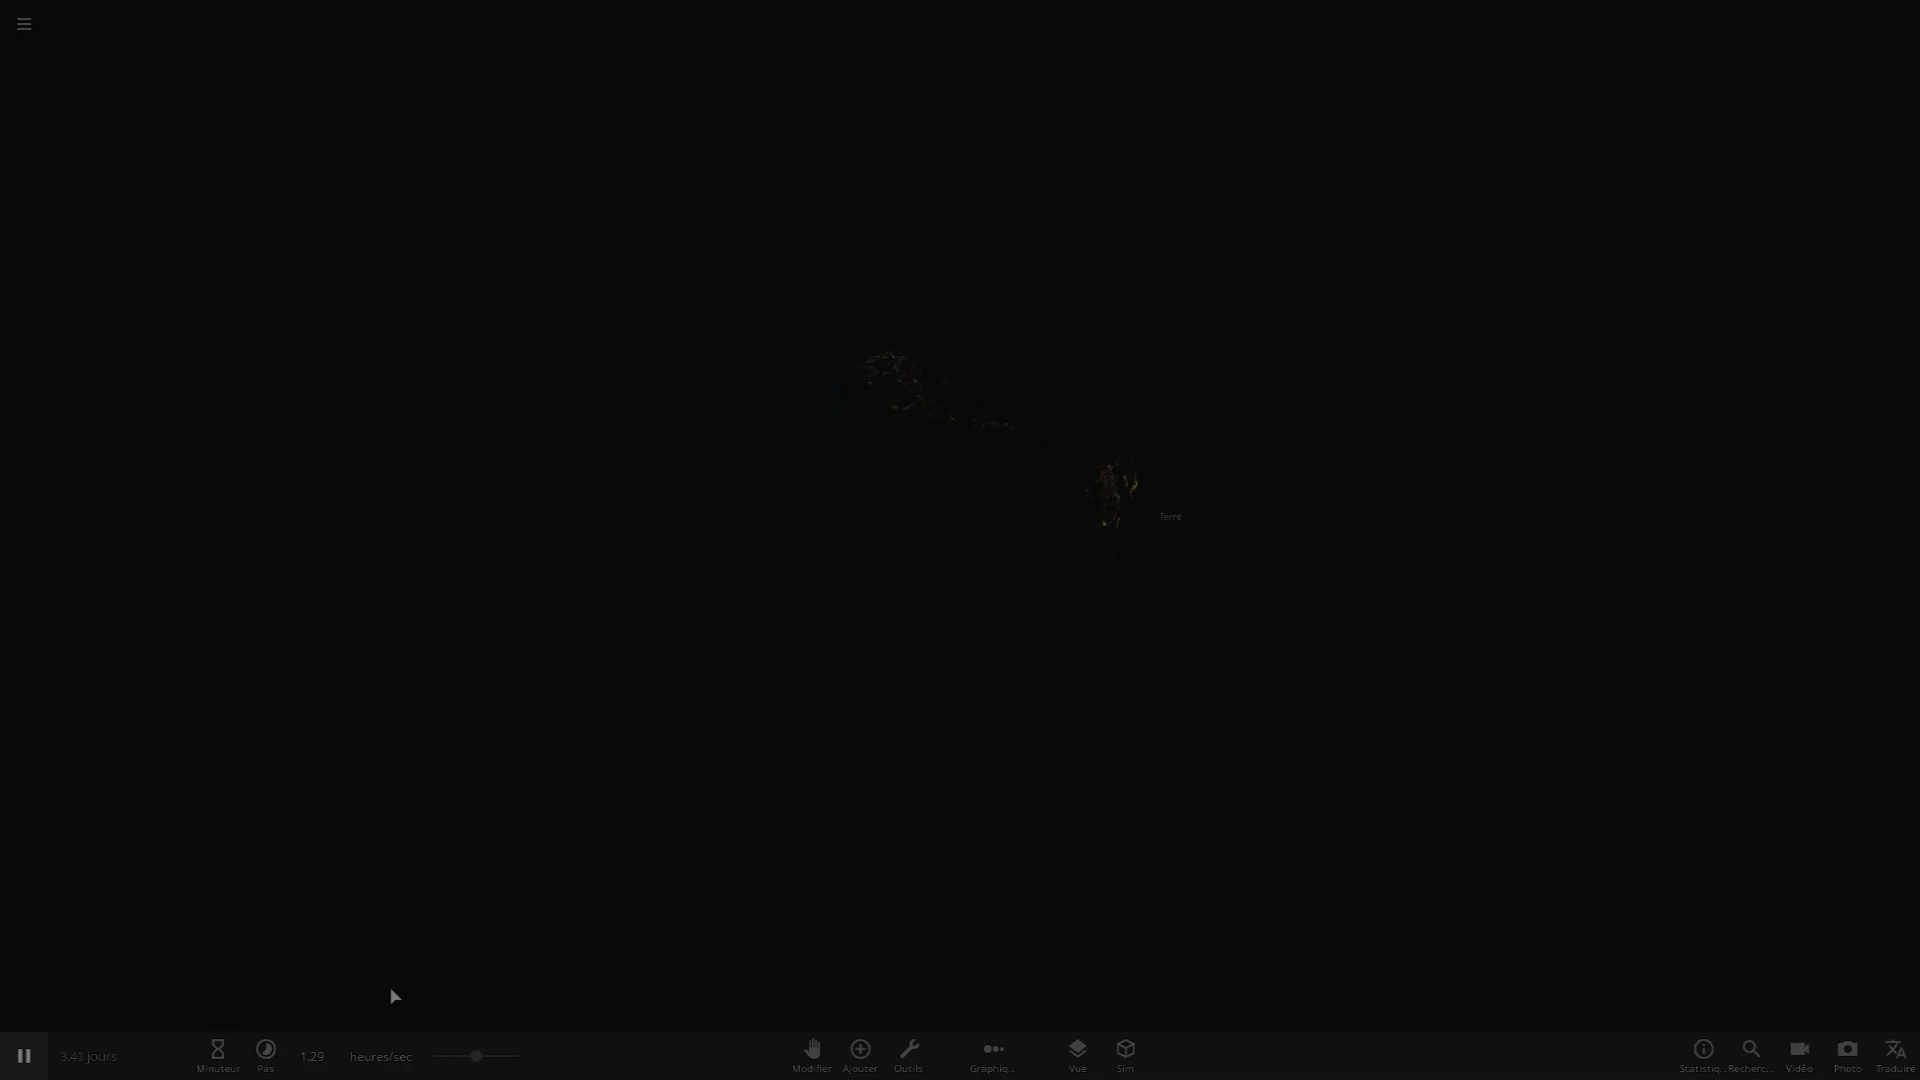 Terre
3,41 jours
Minuteur
Pas
1.29
heures/sec
Modifier
Ajouter
Outils
Graphiq...
Vue
Sim
Statistiq...
Recherc...
Vidéo
Photo
Traduire